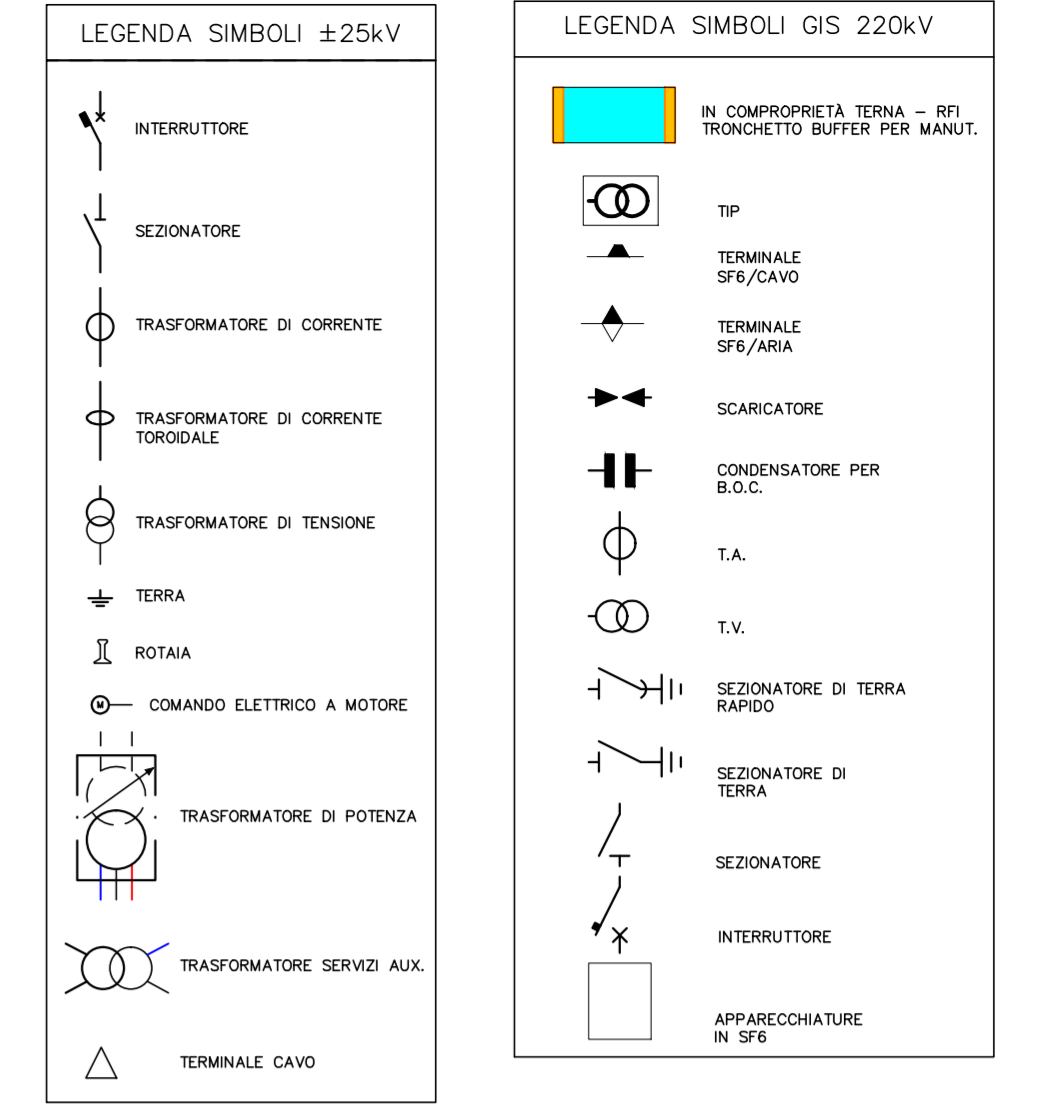 LEGENDA SIMBOLI ±25kV
INTERRUTTORE
SEZIONATORE
TRASFORMATORE DI CORRENTE
TRASFORMATORE DI CORRENTE
TOROIDALE
TRASFORMATORE DI TENSIONE
TERRA
ROTAIA
M
COMANDO ELETTRICO A MOTORE
TRASFORMATORE DI POTENZA
TRASFORMATORE SERVIZI AUX.
TERMINALE CAVO
LEGENDA SIMBOLI GIS 220kV
IN COMPROPRIETÀ TERNA – RFI
TRONCHETTO BUFFER PER MANUT.
TIP
TERMINALE
SF6/CAVO
TERMINALE
SF6/ARIA
SCARICATORE
CONDENSATORE PER
B.O.C.
T.A.
T.V.
SEZIONATORE DI TERRA
RAPIDO
SEZIONATORE DI
TERRA
SEZIONATORE
INTERRUTTORE
APPARECCHIATURE
IN SF6